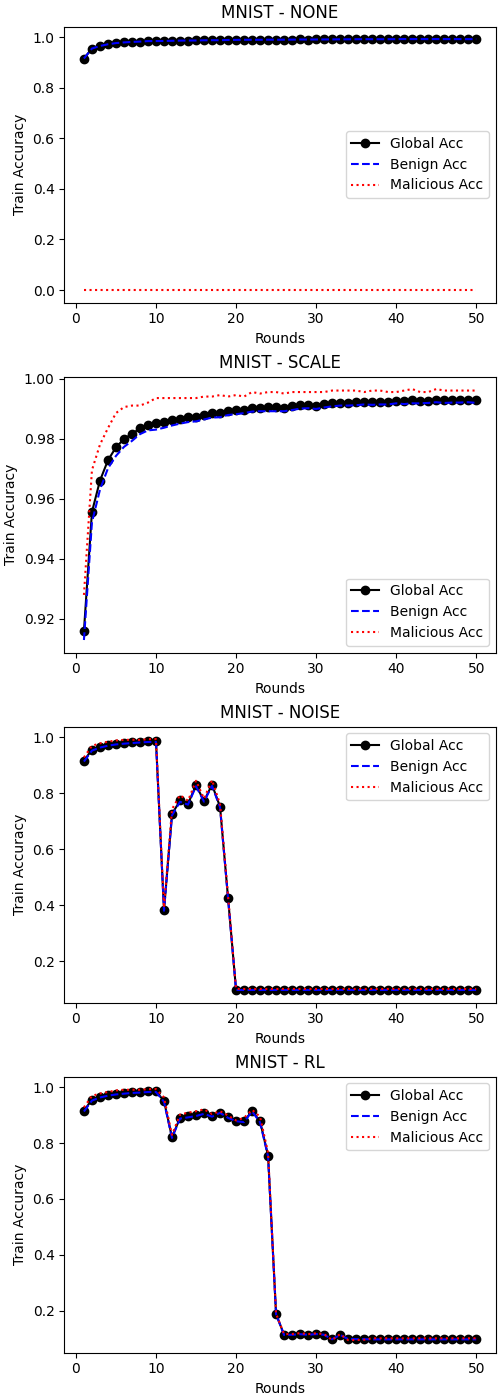 MNIST - NONE
1.0
0.8
0.6
0.4
0.2
0.0
Train Accuracy
Global Acc
Benign Acc
Malicious Acc
0 10 20 30 40 50
Rounds
MNIST - SCALE
1.00
0.98
0.96
0.94
0.92
Train Accuracy
Global Acc
Benign Acc
Malicious Acc
0 10 20 30 40 50
Rounds
MNIST - NOISE
1.0
0.8
0.6
0.4
0.2
Train Accuracy
Global Acc
Benign Acc
Malicious Acc
0 10 20 30 40 50
Rounds
MNIST - RL
1.0
0.8
0.6
0.4
0.2
Train Accuracy
Global Acc
Benign Acc
Malicious Acc
0 10 20 30 40 50
Rounds